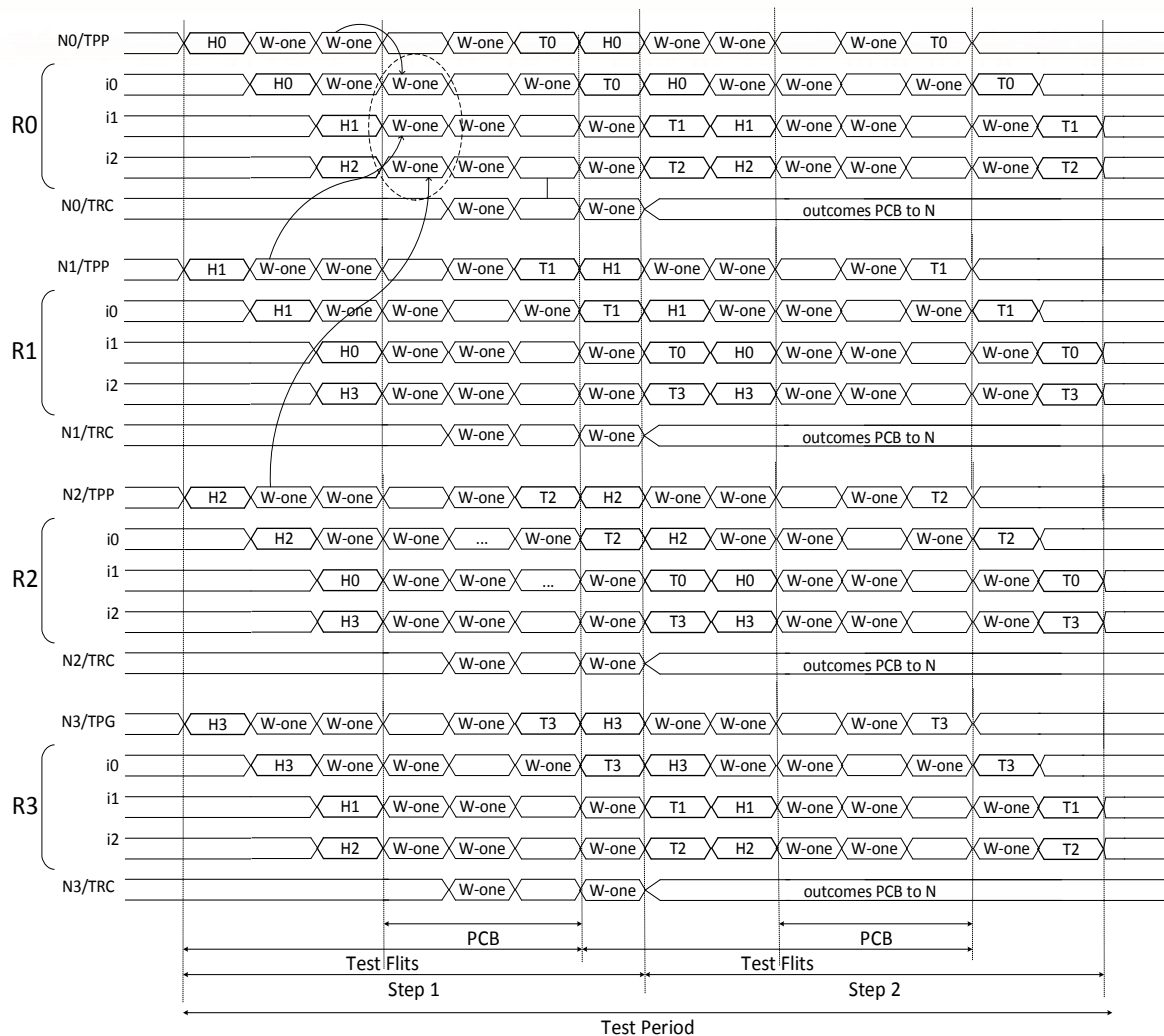 N0/TPP H0 W-one W-one W-one T0 H0 W-one W-one W-one T0
i0 H0 W-one W-one W-one T0 H0 W-one W-one W-one T0
R0
i1 H1 W-one W-one W-one T1 H1 W-one W-one W-one T1
i2 H2 W-one W-one W-one T2 H2 W-one W-one W-one T2
N0/TRC W-one W-one outcomes PCB to N
N1/TPP H1 W-one W-one W-one T1 H1 W-one W-one W-one T1
i0 H1 W-one W-one W-one T1 H1 W-one W-one W-one T1
R1
i1 H0 W-one W-one W-one T0 H0 W-one W-one W-one T0
i2 H3 W-one W-one W-one T3 H3 W-one W-one W-one T3
N1/TRC W-one W-one outcomes PCB to N
N2/TPP H2 W-one W-one W-one T2 H2 W-one W-one W-one T2
i0 H2 W-one W-one ... W-one T2 H2 W-one W-one W-one T2
R2
i1 H0 W-one W-one ... W-one T0 H0 W-one W-one W-one T0
i2 H3 W-one W-one W-one T3 H3 W-one W-one W-one T3
N2/TRC W-one W-one outcomes PCB to N
N3/TPG H3 W-one W-one W-one T3 H3 W-one W-one W-one T3
i0 H3 W-one W-one W-one T3 H3 W-one W-one W-one T3
R3
i1 H1 W-one W-one W-one T1 H1 W-one W-one W-one T1
i2 H2 W-one W-one W-one T2 H2 W-one W-one W-one T2
N3/TRC W-one W-one outcomes PCB to N
PCB PCB
Test Flits Test Flits
Step 1 Step 2
Test Period